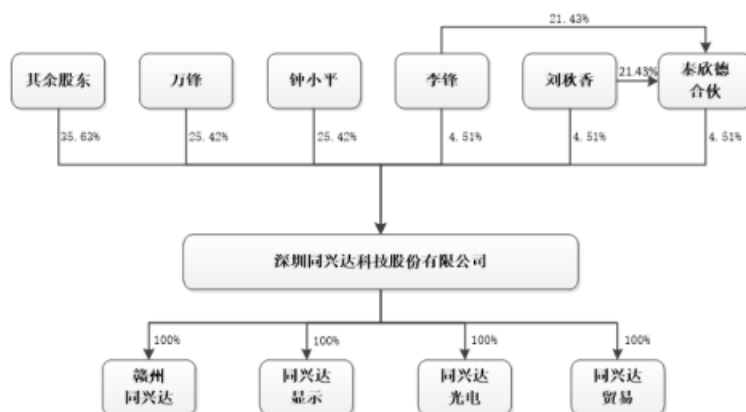 21.43%
其余股东
万锋
钟小平
李锋
刘秋香
21.43%
泰欣德
合伙
35.63%
25.42%
25.42%
4.51%
4.51%
4.51%
深圳同兴达科技股份有限公司
100%
100%
100%
100%
赣州
同兴达
同兴达
显示
同兴达
光电
同兴达
贸易